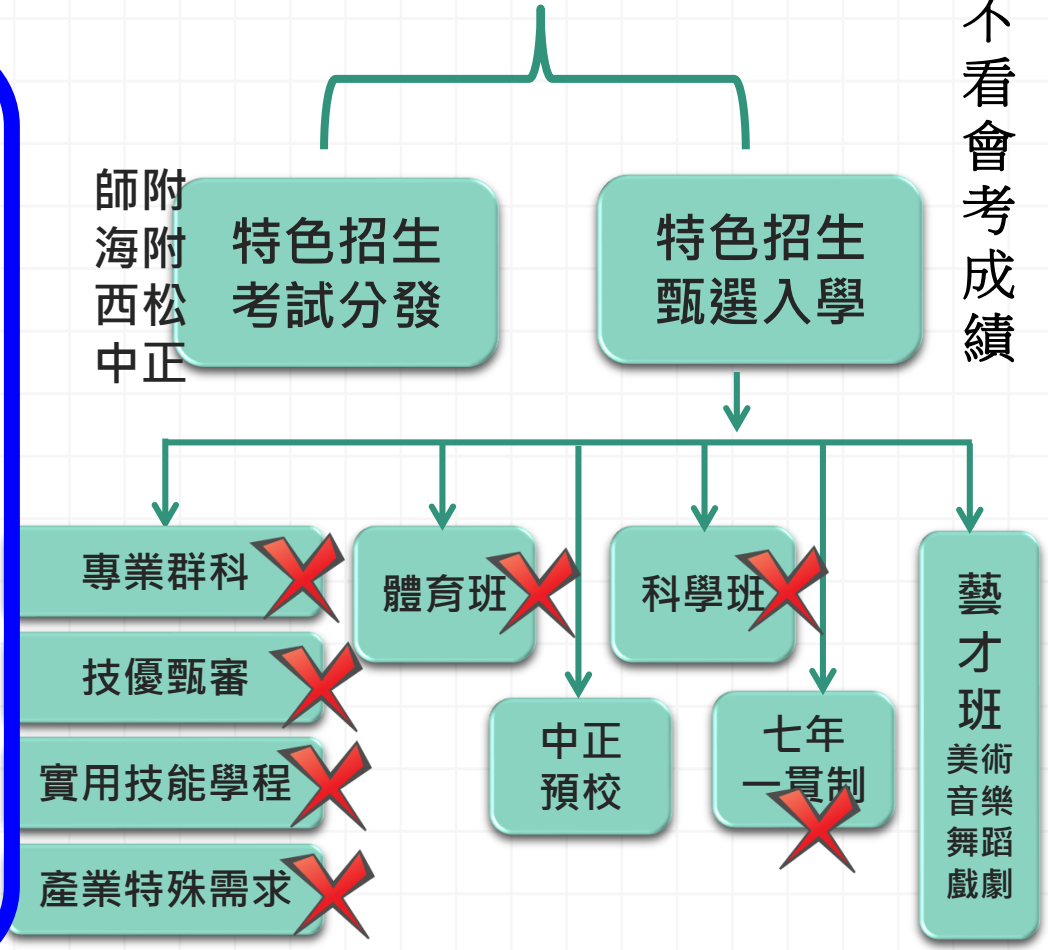 不看會考成績
師附
海附
西松
中正
特色招生
考試分發
特色招生
甄選入學
專業群科
技優甄審
實用技能學程
產業特殊需求
體育班
中正
預校
科學班
七年
一貫制
藝才班
美術
音樂
舞蹈
戲劇